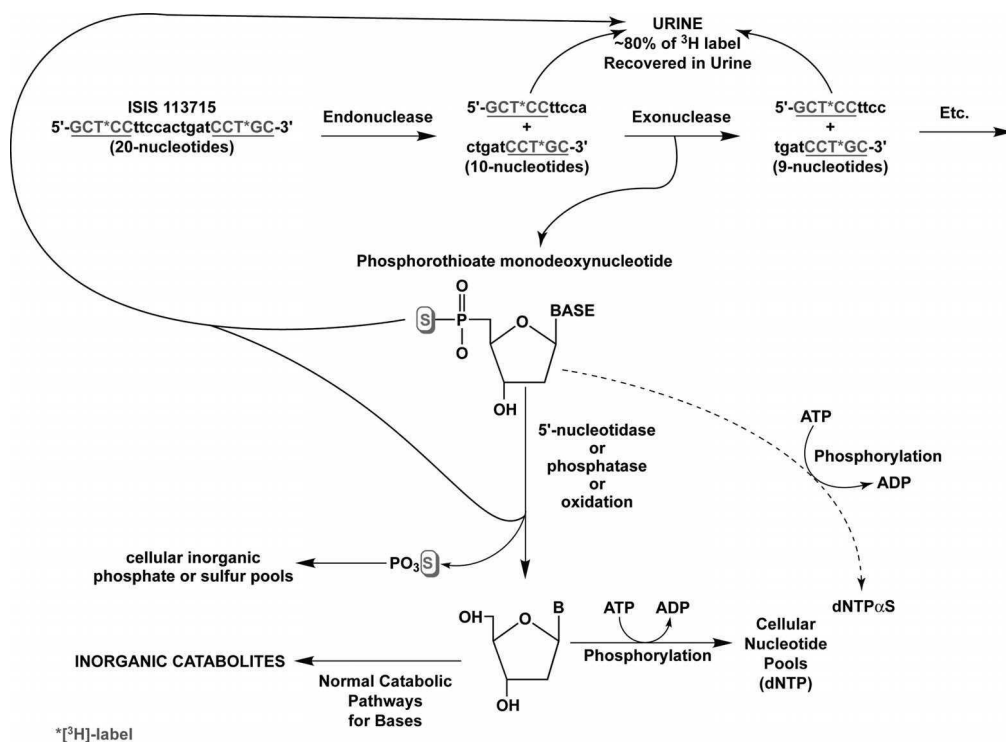 URINE
~80% of ³H label
Recovered in Urine
ISIS 113715
5'-GCT*CCttccactgatCCT*GC-3'
(20-nucleotides)
Endonuclease
5'-GCT*CCttcca
+
ctgatCCT*GC-3'
(10-nucleotides)
Exonuclease
5'-GCT*CCttcc
+
tgatCCT*GC-3'
(9-nucleotides)
Etc.
Phosphorothioate monodeoxynucleotide
O
S P O BASE
O
OH
5'-nucleotidase
or
phosphatase
or
oxidation
ATP
Phosphorylation
ADP
cellular inorganic
phosphate or sulfur pools
PO₃S
dNTPαS
OH O B
OH
ATP ADP
Phosphorylation
Cellular
Nucleotide
Pools
(dNTP)
INORGANIC CATABOLITES
Normal Catabolic
Pathways
for Bases
*[³H]-label